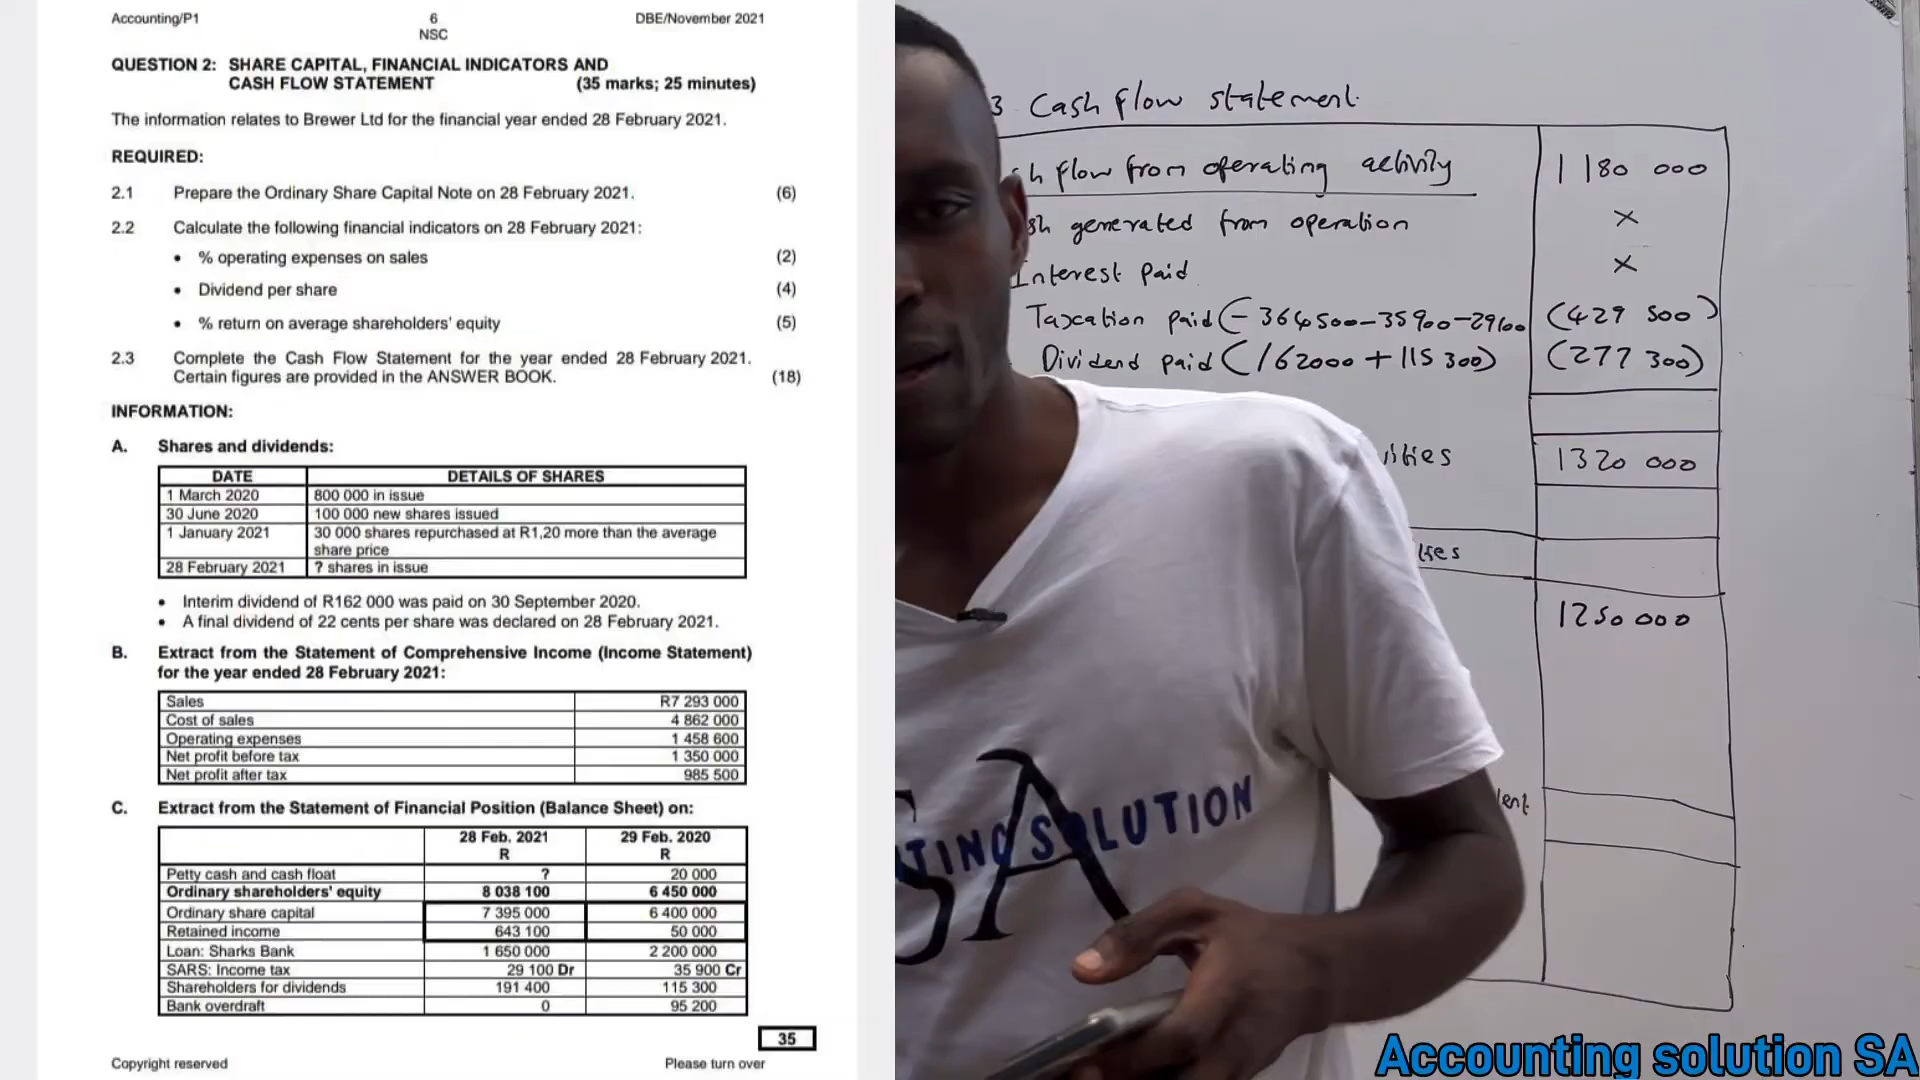 Accounting/P1 6 DBE/November 2021
NSC
QUESTION 2: SHARE CAPITAL, FINANCIAL INDICATORS AND
CASH FLOW STATEMENT (35 marks; 25 minutes)
The information relates to Brewer Ltd for the financial year ended 28 February 2021.
REQUIRED:
2.1 Prepare the Ordinary Share Capital Note on 28 February 2021. (6)
2.2 Calculate the following financial indicators on 28 February 2021:
• % operating expenses on sales (2)
• Dividend per share (4)
• % return on average shareholders' equity (5)
2.3 Complete the Cash Flow Statement for the year ended 28 February 2021.
Certain figures are provided in the ANSWER BOOK. (18)
INFORMATION:
A. Shares and dividends:
DATE DETAILS OF SHARES
1 March 2020 800 000 in issue
30 June 2020 100 000 new shares issued
1 January 2021 30 000 shares repurchased at R1,20 more than the average
share price
28 February 2021 ? shares in issue
• Interim dividend of R162 000 was paid on 30 September 2020.
• A final dividend of 22 cents per share was declared on 28 February 2021.
B. Extract from the Statement of Comprehensive Income (Income Statement)
for the year ended 28 February 2021:
Sales R7 293 000
Cost of sales 4 862 000
Operating expenses 1 458 600
Net profit before tax 1 350 000
Net profit after tax 985 500
C. Extract from the Statement of Financial Position (Balance Sheet) on:
28 Feb. 2021 29 Feb. 2020
R R
Petty cash and cash float ? 20 000
Ordinary shareholders' equity 8 038 100 6 450 000
Ordinary share capital 7 395 000 6 400 000
Retained income 643 100 50 000
Loan: Sharks Bank 1 650 000 2 200 000
SARS: Income tax 29 100 Dr 35 900 Cr
Shareholders for dividends 191 400 115 300
Bank overdraft 0 95 200
35
Copyright reserved Please turn over
3 Cash flow statement
h flow from operating activity 1 180 000
sh generated from operation x
Interest paid x
Taxation paid (-364500-35900-29100 (429 500)
Dividend paid (162000 + 115 300) (277 300)
ities 1320 000
ties
1250 000
lent
TING SOLUTION
SA
Accounting solution SA